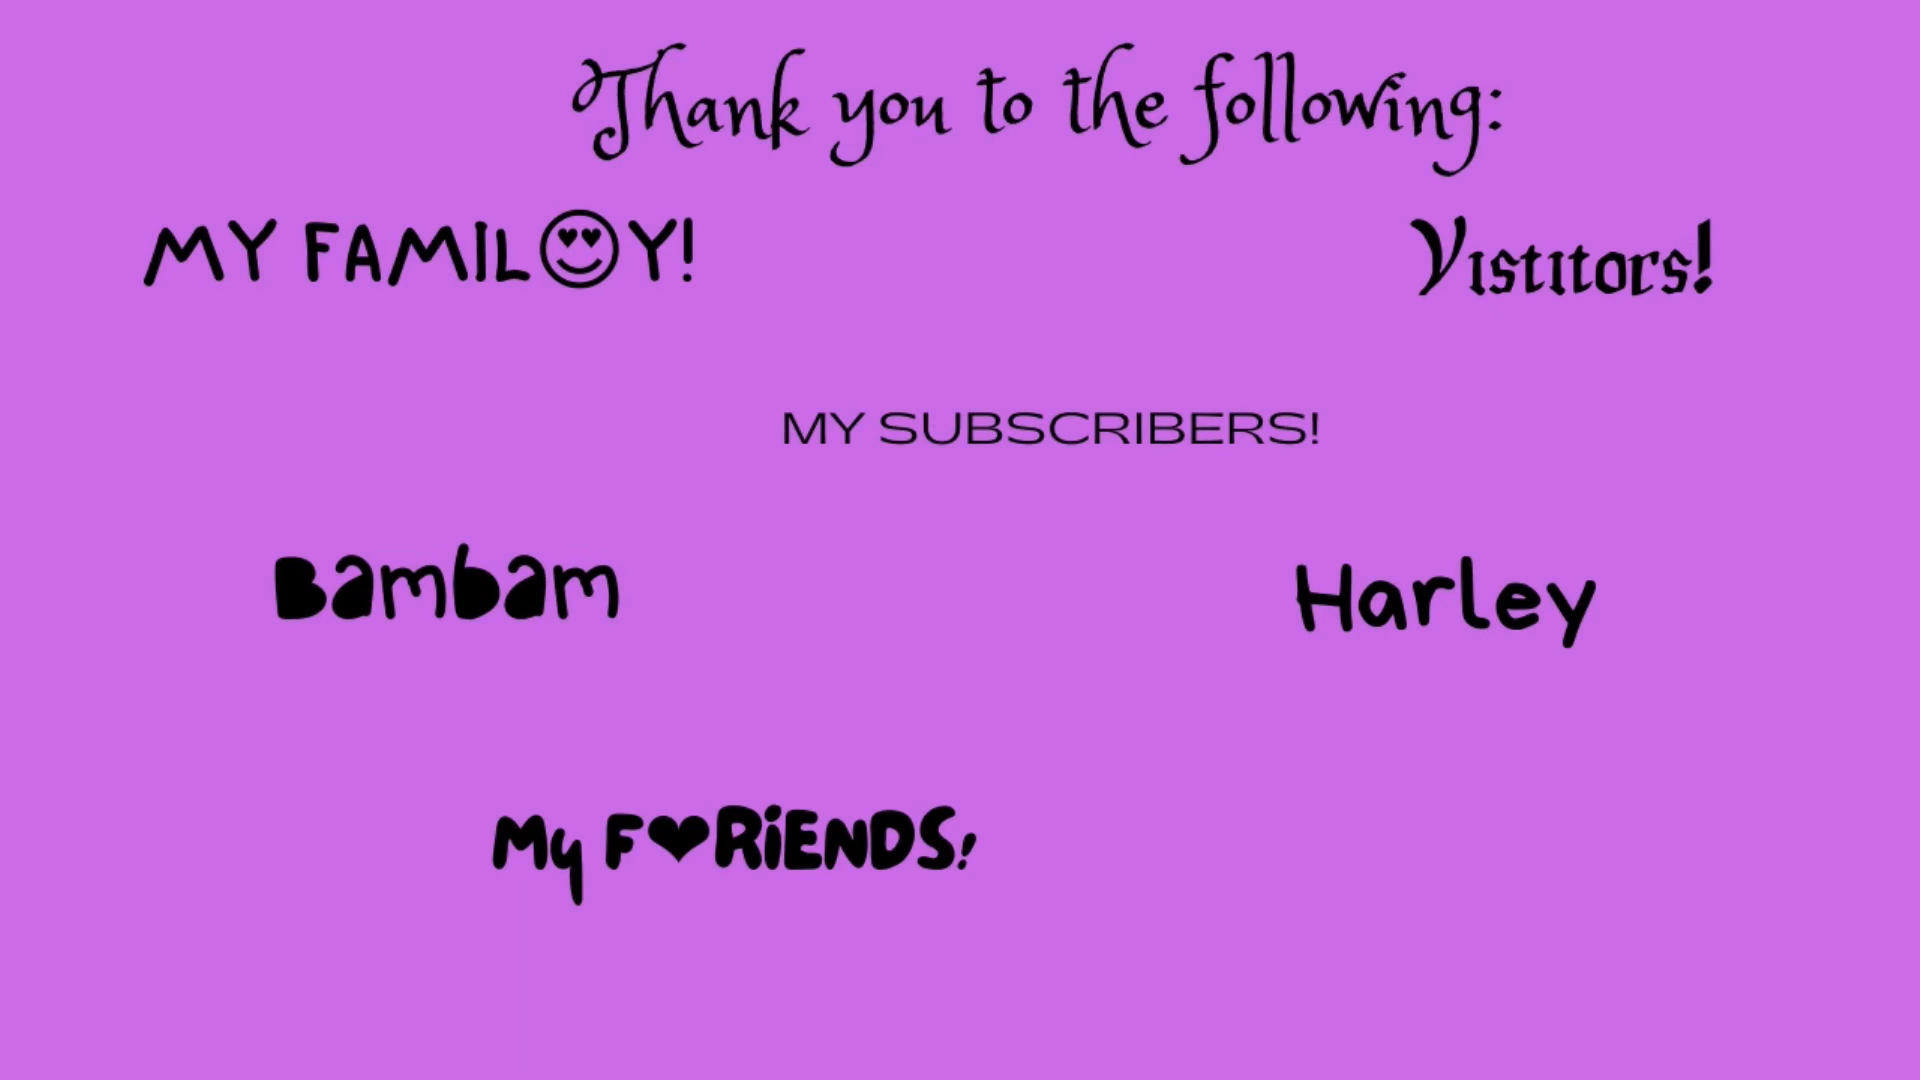 Thank you to the following:
MY FAMIL😍Y!
Vistitors!
MY SUBSCRIBERS!
Bambam
Harley
My F❤RiENDS!